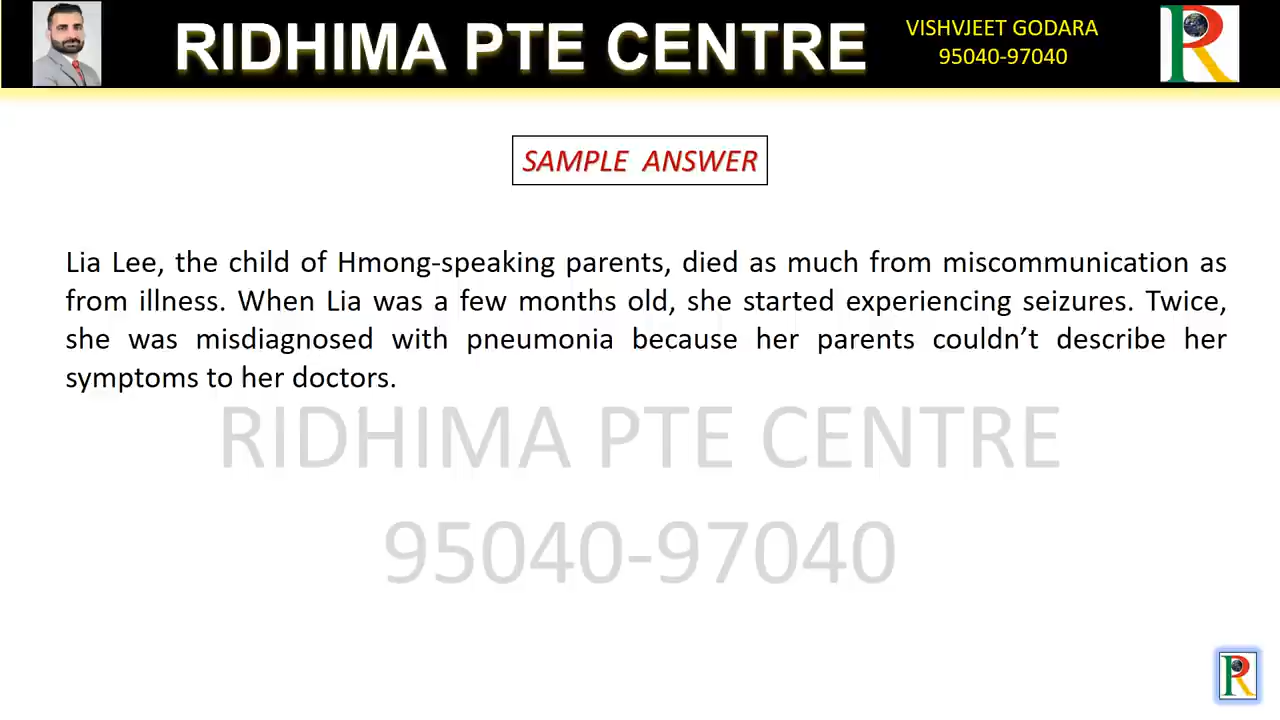 RIDHIMA PTE CENTRE
VISHVJEET GODARA
95040-97040
SAMPLE ANSWER
Lia Lee, the child of Hmong-speaking parents, died as much from miscommunication as
from illness. When Lia was a few months old, she started experiencing seizures. Twice,
she was misdiagnosed with pneumonia because her parents couldn’t describe her
symptoms to her doctors.
RIDHIMA PTE CENTRE
95040-97040